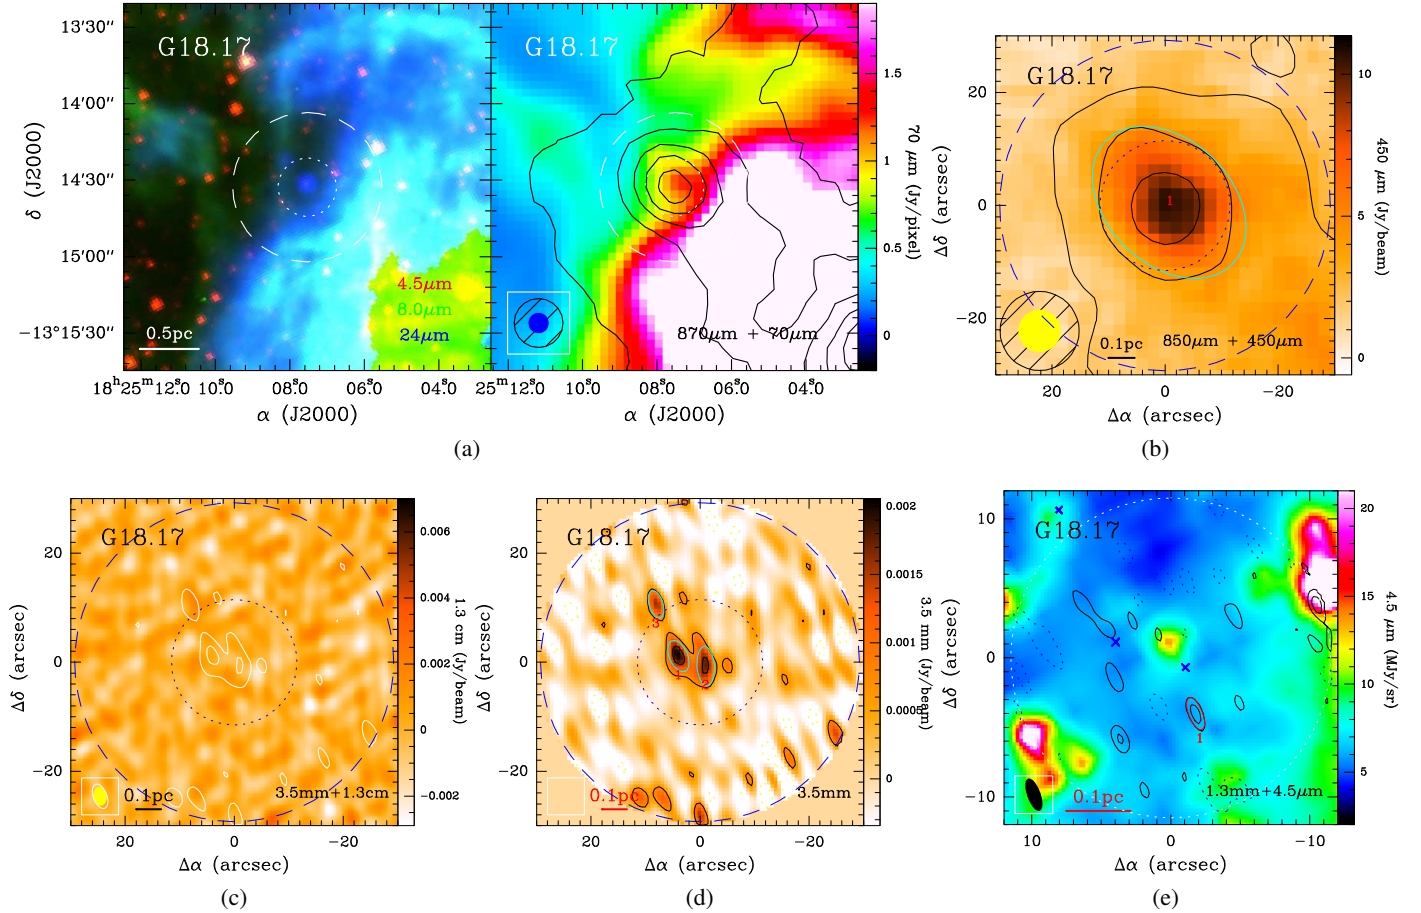 13'30"
14'00"
14'30"
15'00"
−13°15'30"
δ (J2000)
G18.17
4.5μm
8.0μm
24μm
0.5pc
18h25m12s.0 10.0 08.0 06.0 04.0 25m12s.0 10.0 08.0 06.0 04.0
α (J2000)
α (J2000)
G18.17
870μm + 70μm
1.5
1
0.5
0
70 μm (Jy/pixel)
(a)
G18.17
20
0
−20
Δδ (arcsec)
1
0.1pc
850μm + 450μm
20 0 −20
Δα (arcsec)
10
5
0
450 μm (Jy/beam)
(b)
G18.17
20
0
−20
Δδ (arcsec)
0.1pc
3.5mm+1.3cm
20 0 −20
Δα (arcsec)
0.006
0.004
0.002
0
−0.002
1.3 cm (Jy/beam)
(c)
G18.17
20
0
−20
Δδ (arcsec)
3
2
0.1pc
3.5mm
20 0 −20
Δα (arcsec)
0.002
0.0015
0.001
0.0005
0
3.5 mm (Jy/beam)
(d)
G18.17
10
0
−10
Δδ (arcsec)
1
0.1pc
1.3mm+4.5μm
10 0 −10
Δα (arcsec)
20
15
10
5
4.5 μm (MJy/sr)
(e)